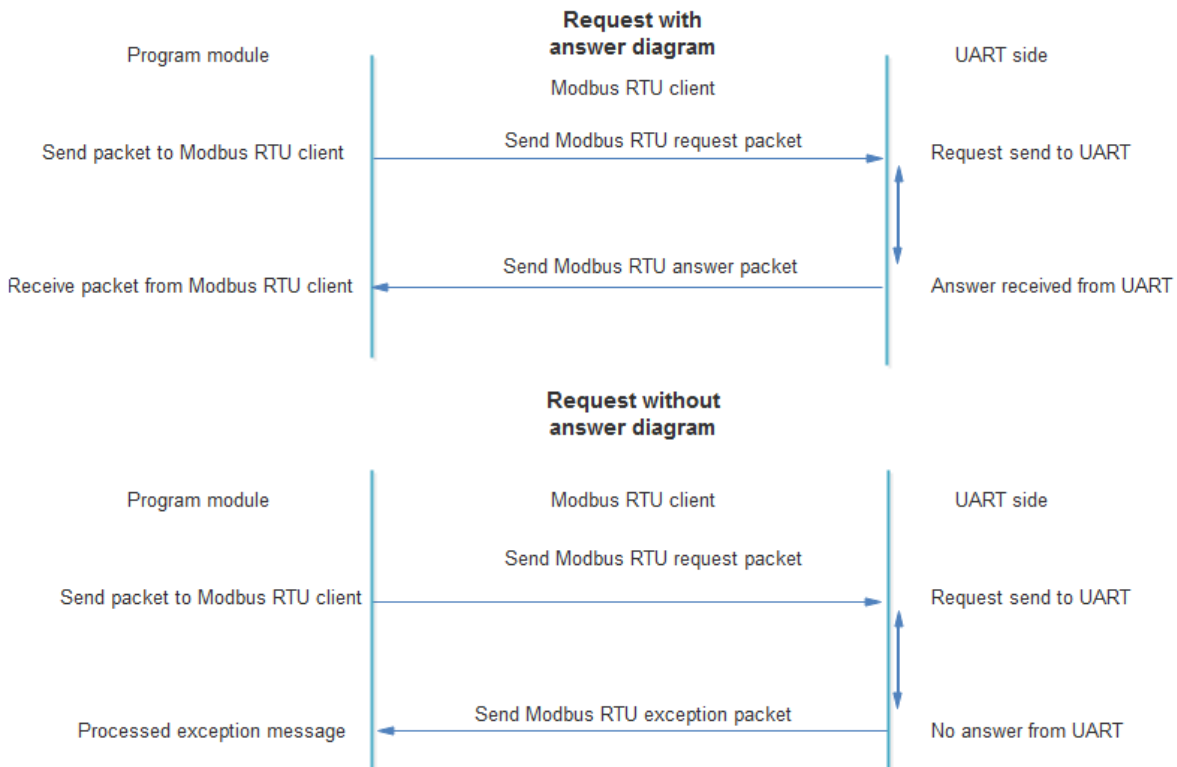 Request with
answer diagram
Program module
UART side
Modbus RTU client
Send Modbus RTU request packet
Send packet to Modbus RTU client
Request send to UART
Send Modbus RTU answer packet
Receive packet from Modbus RTU client
Answer received from UART
Request without
answer diagram
Program module
Modbus RTU client
UART side
Send Modbus RTU request packet
Send packet to Modbus RTU client
Request send to UART
Send Modbus RTU exception packet
Processed exception message
No answer from UART